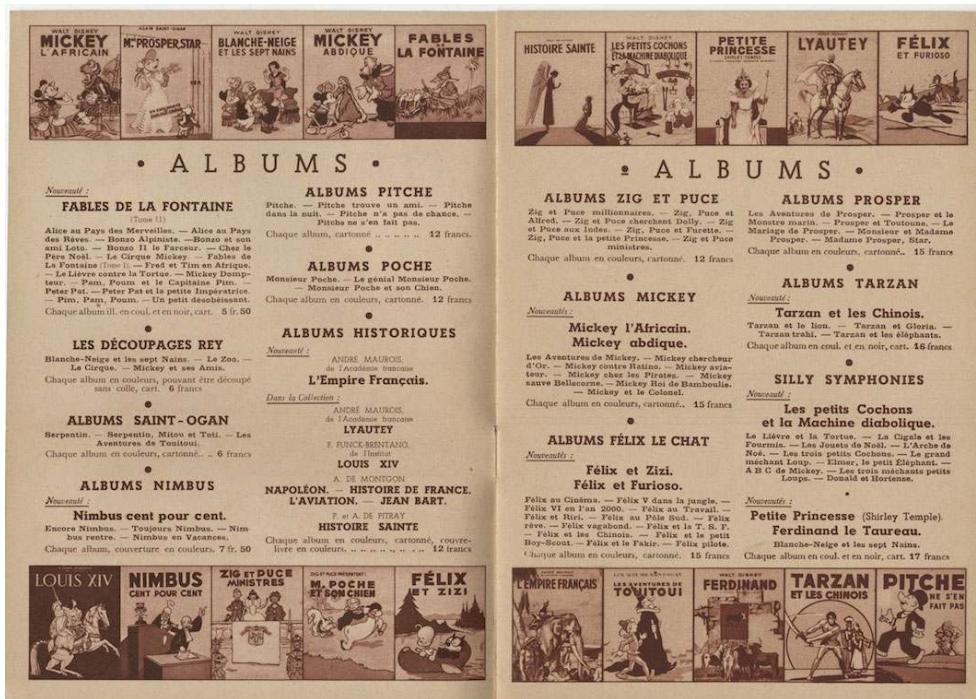 WALT DISNEY
MICKEY
L'AFRICAIN
ALAIN SAINT-OGAN
Mme PROSPER, STAR
WALT DISNEY
BLANCHE-NEIGE
ET LES SEPT NAINS
WALT DISNEY
MICKEY
ABDIQUE
FABLES
DE
LA FONTAINE
• ALBUMS •
Nouveauté :
FABLES DE LA FONTAINE
(Tome II)
Alice au Pays des Merveilles. — Alice au Pays
des Rêves. — Bonzo Alpiniste. —Bonzo et son
ami Loto. — Bonzo II le Farceur. — Chez le
Père Noël. — Le Cirque Mickey. — Fables de
La Fontaine (Tome I). — Fred et Tim en Afrique.
— Le Lièvre contre la Tortue. — Mickey Domp-
teur. — Pam, Poum et le Capitaine Pim. —
Peter Pat. — Peter Pat et la petite Impératrice.
— Pim, Pam, Poum. — Un petit désobéissant.
Chaque album ill. en coul. et en noir, cart. 5 fr. 50
LES DÉCOUPAGES REY
Blanche-Neige et les sept Nains. — Le Zoo. —
Le Cirque. — Mickey et ses Amis.
Chaque album en couleurs, pouvant être découpé
sans colle, cart. 6 francs
ALBUMS SAINT-OGAN
Serpentin. — Serpentin, Mitou et Toti. — Les
Aventures de Touitoui.
Chaque album en couleurs, cartonné.. .. 6 francs
ALBUMS NIMBUS
Nouveauté :
Nimbus cent pour cent.
Encore Nimbus. — Toujours Nimbus. — Nim-
bus rentre. — Nimbus en Vacances.
Chaque album, couverture en couleurs. 7 fr. 50
ALBUMS PITCHE
Pitche. — Pitche trouve un ami. — Pitche
dans la nuit. — Pitche n'a pas de chance. —
Pitche ne s'en fait pas.
Chaque album, cartonné .. .. .. .. .. 12 francs.
ALBUMS POCHE
Monsieur Poche. — Le génial Monsieur Poche.
— Monsieur Poche et son Chien.
Chaque album en couleurs, cartonné. 12 francs
ALBUMS HISTORIQUES
Nouveauté :
ANDRÉ MAUROIS.
de l'Académie française
L'Empire Français.
Dans la Collection :
ANDRÉ MAUROIS.
de l'Académie française
LYAUTEY
F. FUNCK-BRENTANO.
de l'Institut
LOUIS XIV
A. DE MONTGON
NAPOLÉON. — HISTOIRE DE FRANCE.
L'AVIATION. — JEAN BART.
P. et A. DE PITRAY
HISTOIRE SAINTE
Chaque album en couleurs, cartonné, couvre-
livre en couleurs. .. .. .. .. .. .. 12 francs
LOUIS XIV
NIMBUS
CENT POUR CENT
ZIG ET PUCE
MINISTRES
ZIG ET PUCE PRÉSENTENT :
M. POCHE
ET SON CHIEN
FÉLIX
ET ZIZI
HISTOIRE SAINTE
WALT DISNEY
LES PETITS COCHONS
ET LA MACHINE DIABOLIQUE
PETITE
PRINCESSE
SHIRLEY TEMPLE
LYAUTEY
FÉLIX
ET FURIOSO
• ALBUMS •
ALBUMS ZIG ET PUCE
Zig et Puce millionnaires. — Zig, Puce et
Alfred. — Zig et Puce cherchent Dolly. — Zig
et Puce aux Indes. — Zig, Puce et Furette. —
Zig, Puce et la petite Princesse. — Zig et Puce
ministres.
Chaque album en couleurs, cartonné. 12 francs
ALBUMS MICKEY
Nouveautés :
Mickey l'Africain.
Mickey abdique.
Les Aventures de Mickey. — Mickey chercheur
d'Or. — Mickey contre Ratino. — Mickey avia-
teur. — Mickey chez les Pirates. — Mickey
sauve Bellecorne. — Mickey Roi de Bamboulie.
— Mickey et le Colonel.
Chaque album en couleurs, cartonné.. 15 francs
ALBUMS FÉLIX LE CHAT
Nouveautés :
Félix et Zizi.
Félix et Furioso.
Félix au Cinéma. — Félix V dans la jungle. —
Félix VI en l'an 2000. — Félix au Travail. —
Félix et Riri. — Félix au Pôle Sud. — Félix
rêve. — Félix vagabond. — Félix et la T. S. F.
— Félix et les Chinois. — Félix et le petit
Boy-Scout. — Félix et le Fakir. — Félix pilote.
Chaque album en couleurs, cartonné. 15 francs
ALBUMS PROSPER
Les Aventures de Prosper. — Prosper et le
Monstre marin. — Prosper et Toutoune. — Le
Mariage de Prosper. — Monsieur et Madame
Prosper. — Madame Prosper, Star.
Chaque album en couleurs, cartonné.. 15 francs
ALBUMS TARZAN
Nouveauté :
Tarzan et les Chinois.
Tarzan et le lion. — Tarzan et Gloria. —
Tarzan trahi. — Tarzan et les éléphants.
Chaque album en coul. et en noir, cart. 16 francs
SILLY SYMPHONIES
Nouveauté :
Les petits Cochons
et la Machine diabolique.
Le Lièvre et la Tortue. — La Cigale et les
Fourmis. — Les Jouets de Noël. — L'Arche de
Noé. — Les trois petits Cochons. — Le grand
méchant Loup. — Elmer, le petit Éléphant. —
A B C de Mickey. — Les trois méchants petits
Loups. — Donald et Hortense.
Nouveautés :
Petite Princesse (Shirley Temple).
Ferdinand le Taureau.
Blanche-Neige et les sept Nains.
Chaque album en coul. et en noir, cart. 17 francs
L'EMPIRE FRANÇAIS
LES AVENTURES DE
TOUITOUI
WALT DISNEY
FERDINAND
TARZAN
ET LES CHINOIS
PITCHE
NE S'EN
FAIT PAS